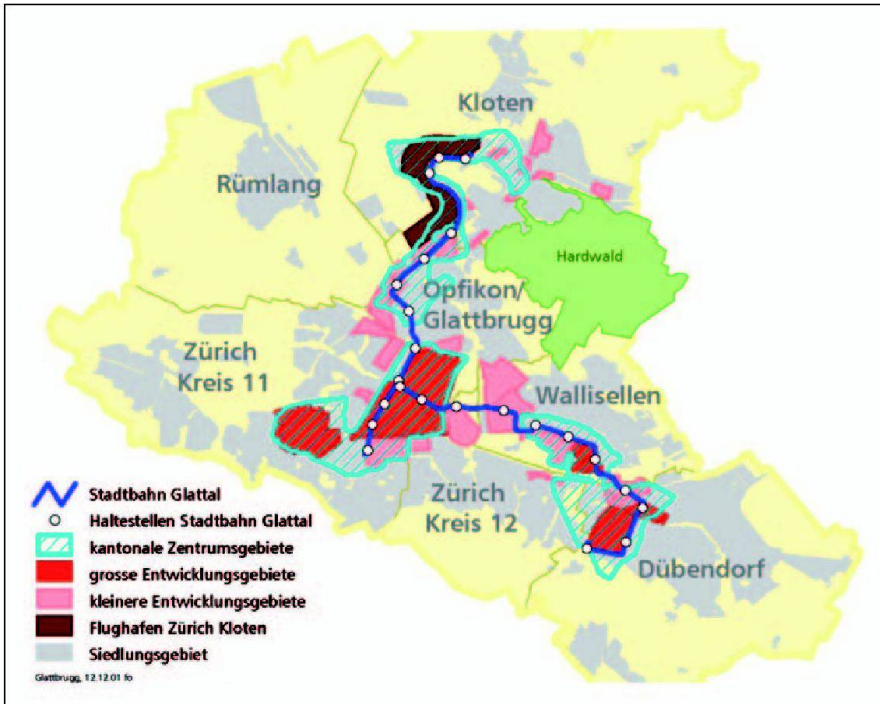 Kloten
Rümlang
Hardwald
Opfikon/
Glattbrugg
Zürich
Kreis 11
Wallisellen
Zürich
Kreis 12
Dübendorf
Stadtbahn Glattal
Haltestellen Stadtbahn Glattal
kantonale Zentrumsgebiete
grosse Entwicklungsgebiete
kleinere Entwicklungsgebiete
Flughafen Zürich Kloten
Siedlungsgebiet
Glattbrugg, 12.12.01 fo